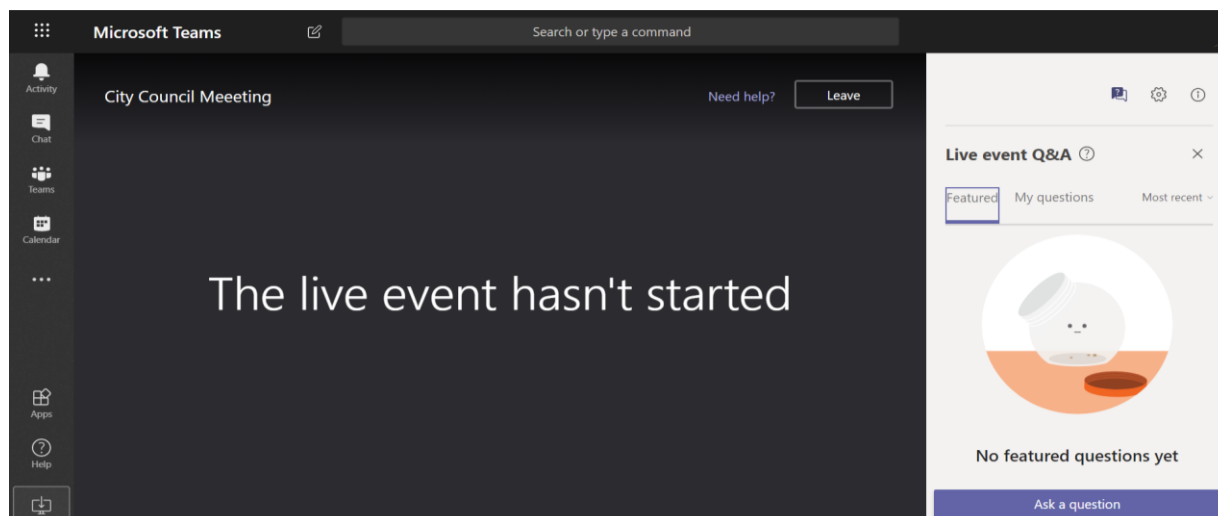 Microsoft Teams
Search or type a command
Activity
Chat
Teams
Calendar
Apps
Help
City Council Meeeting
Need help?
Leave
The live event hasn't started
Live event Q&A
Featured
My questions
Most recent
No featured questions yet
Ask a question